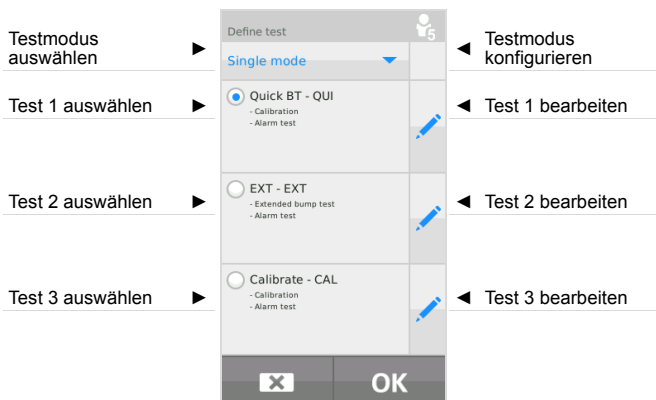 Define test
5
Testmodus
auswählen
Single mode
Testmodus
konfigurieren
Test 1 auswählen
Quick BT - QUI
- Calibration
- Alarm test
Test 1 bearbeiten
Test 2 auswählen
EXT - EXT
- Extended bump test
- Alarm test
Test 2 bearbeiten
Test 3 auswählen
Calibrate - CAL
- Calibration
- Alarm test
Test 3 bearbeiten
OK